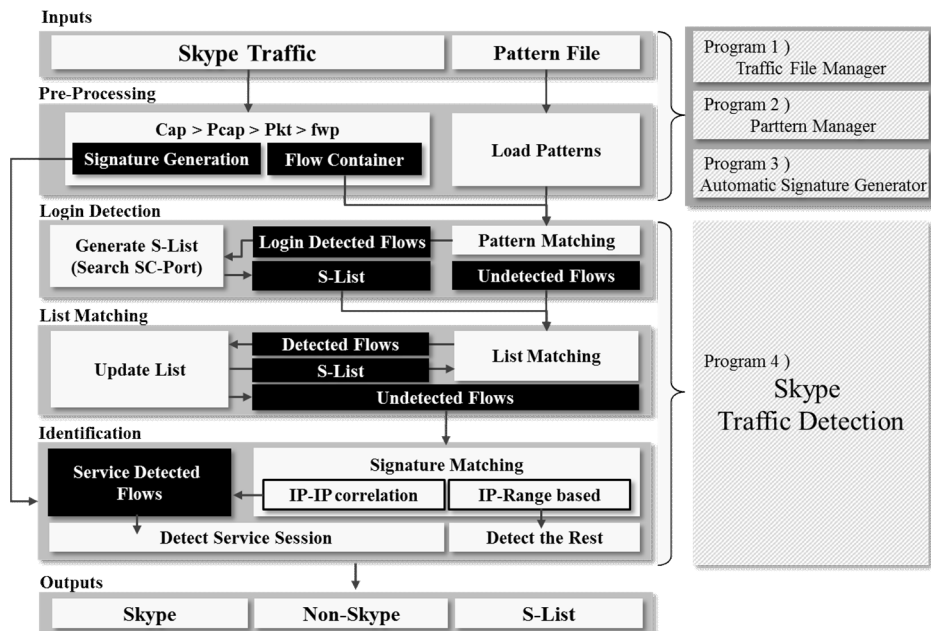 Inputs
Skype Traffic
Pattern File
Pre-Processing
Cap > Pcap > Pkt > fwp
Signature Generation
Flow Container
Load Patterns
Login Detection
Generate S-List
(Search SC-Port)
Login Detected Flows
S-List
Pattern Matching
Undetected Flows
List Matching
Update List
Detected Flows
S-List
List Matching
Undetected Flows
Identification
Service Detected
Flows
Signature Matching
IP-IP correlation
IP-Range based
Detect Service Session
Detect the Rest
Outputs
Skype
Non-Skype
S-List
Program 1 )
Traffic File Manager
Program 2 )
Parttern Manager
Program 3 )
Automatic Signature Generator
Program 4 )
Skype
Traffic Detection